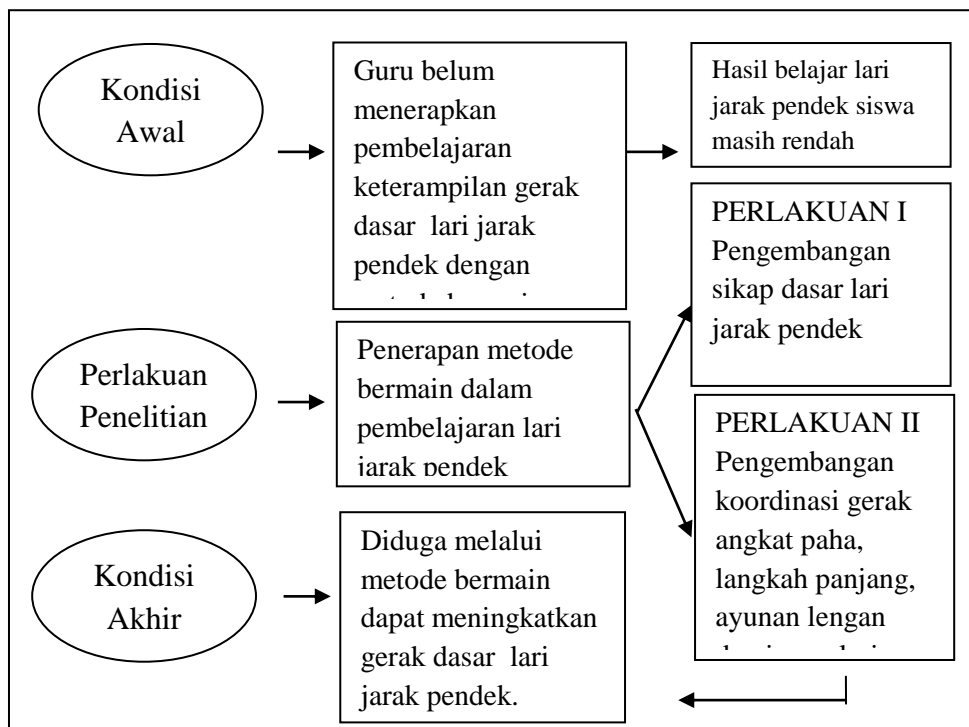 Kondisi
Awal
Guru belum
menerapkan
pembelajaran
keterampilan gerak
dasar lari jarak
pendek dengan
Hasil belajar lari
jarak pendek siswa
masih rendah
Perlakuan
Penelitian
Penerapan metode
bermain dalam
pembelajaran lari
jarak pendek
PERLAKUAN I
Pengembangan
sikap dasar lari
jarak pendek
PERLAKUAN II
Pengembangan
koordinasi gerak
angkat paha,
langkah panjang,
ayunan lengan
Kondisi
Akhir
Diduga melalui
metode bermain
dapat meningkatkan
gerak dasar lari
jarak pendek.